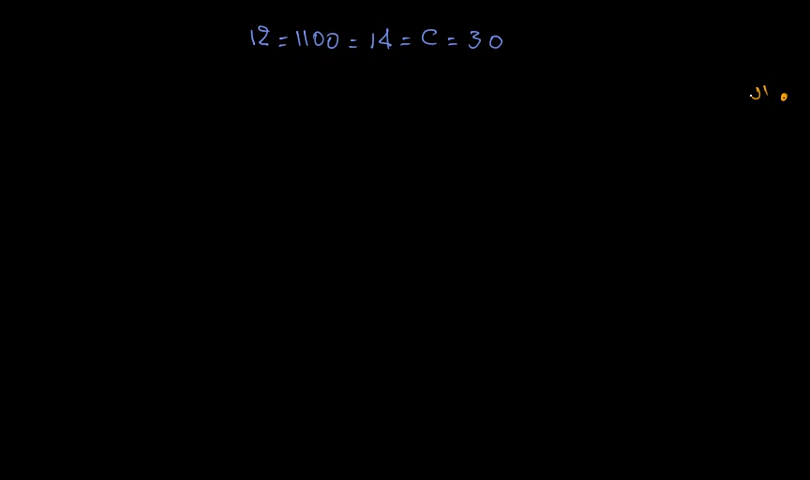 12 = 1100 = 14 = C = 30